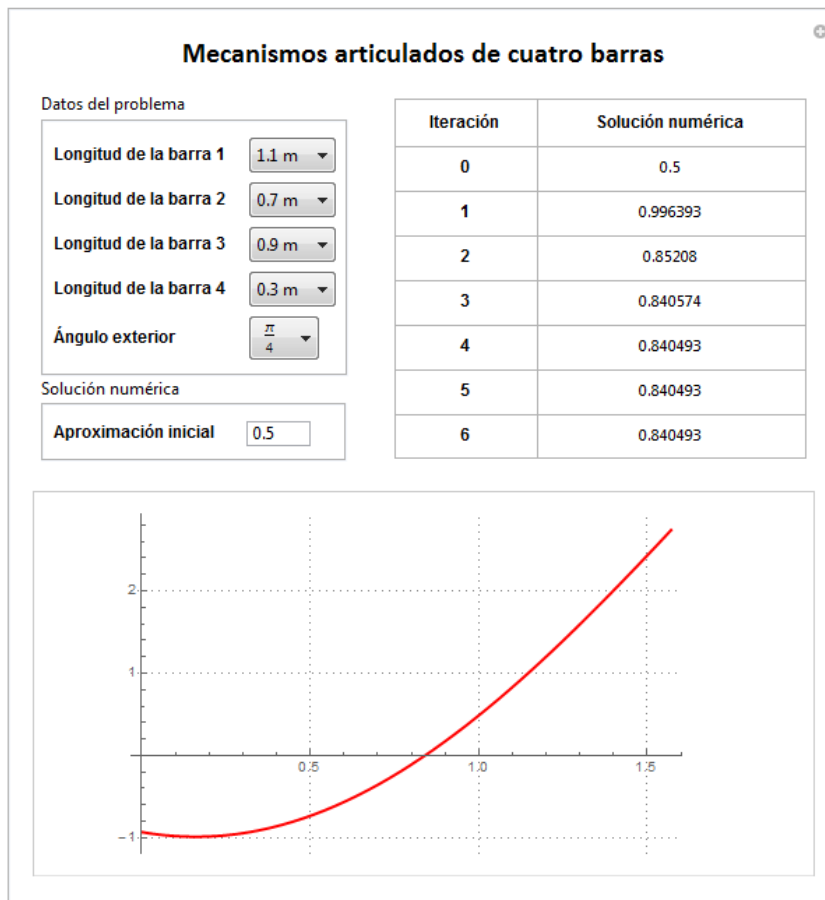 Mecanismos articulados de cuatro barras
Datos del problema
Longitud de la barra 1 1.1 m
Longitud de la barra 2 0.7 m
Longitud de la barra 3 0.9 m
Longitud de la barra 4 0.3 m
Ángulo exterior π/4
Solución numérica
Aproximación inicial 0.5
Iteración Solución numérica
0 0.5
1 0.996393
2 0.85208
3 0.840574
4 0.840493
5 0.840493
6 0.840493
2
1
0.5 1.0 1.5
-1